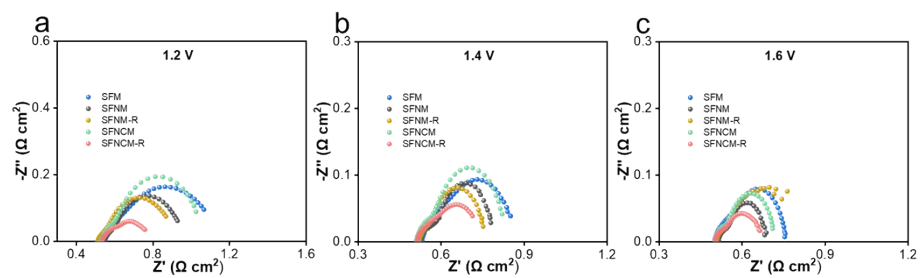 a
1.2 V
SFM
SFNM
SFNM-R
SFNCM
SFNCM-R
-Z'' (Ω cm²)
0.6
0.4
0.2
0.0
0.4 0.8 1.2 1.6
Z' (Ω cm²)
b
1.4 V
SFM
SFNM
SFNM-R
SFNCM
SFNCM-R
-Z'' (Ω cm²)
0.3
0.2
0.1
0.0
0.3 0.6 0.9 1.2
Z' (Ω cm²)
c
1.6 V
SFM
SFNM
SFNM-R
SFNCM
SFNCM-R
-Z'' (Ω cm²)
0.3
0.2
0.1
0.0
0.3 0.6 0.9 1.2
Z' (Ω cm²)